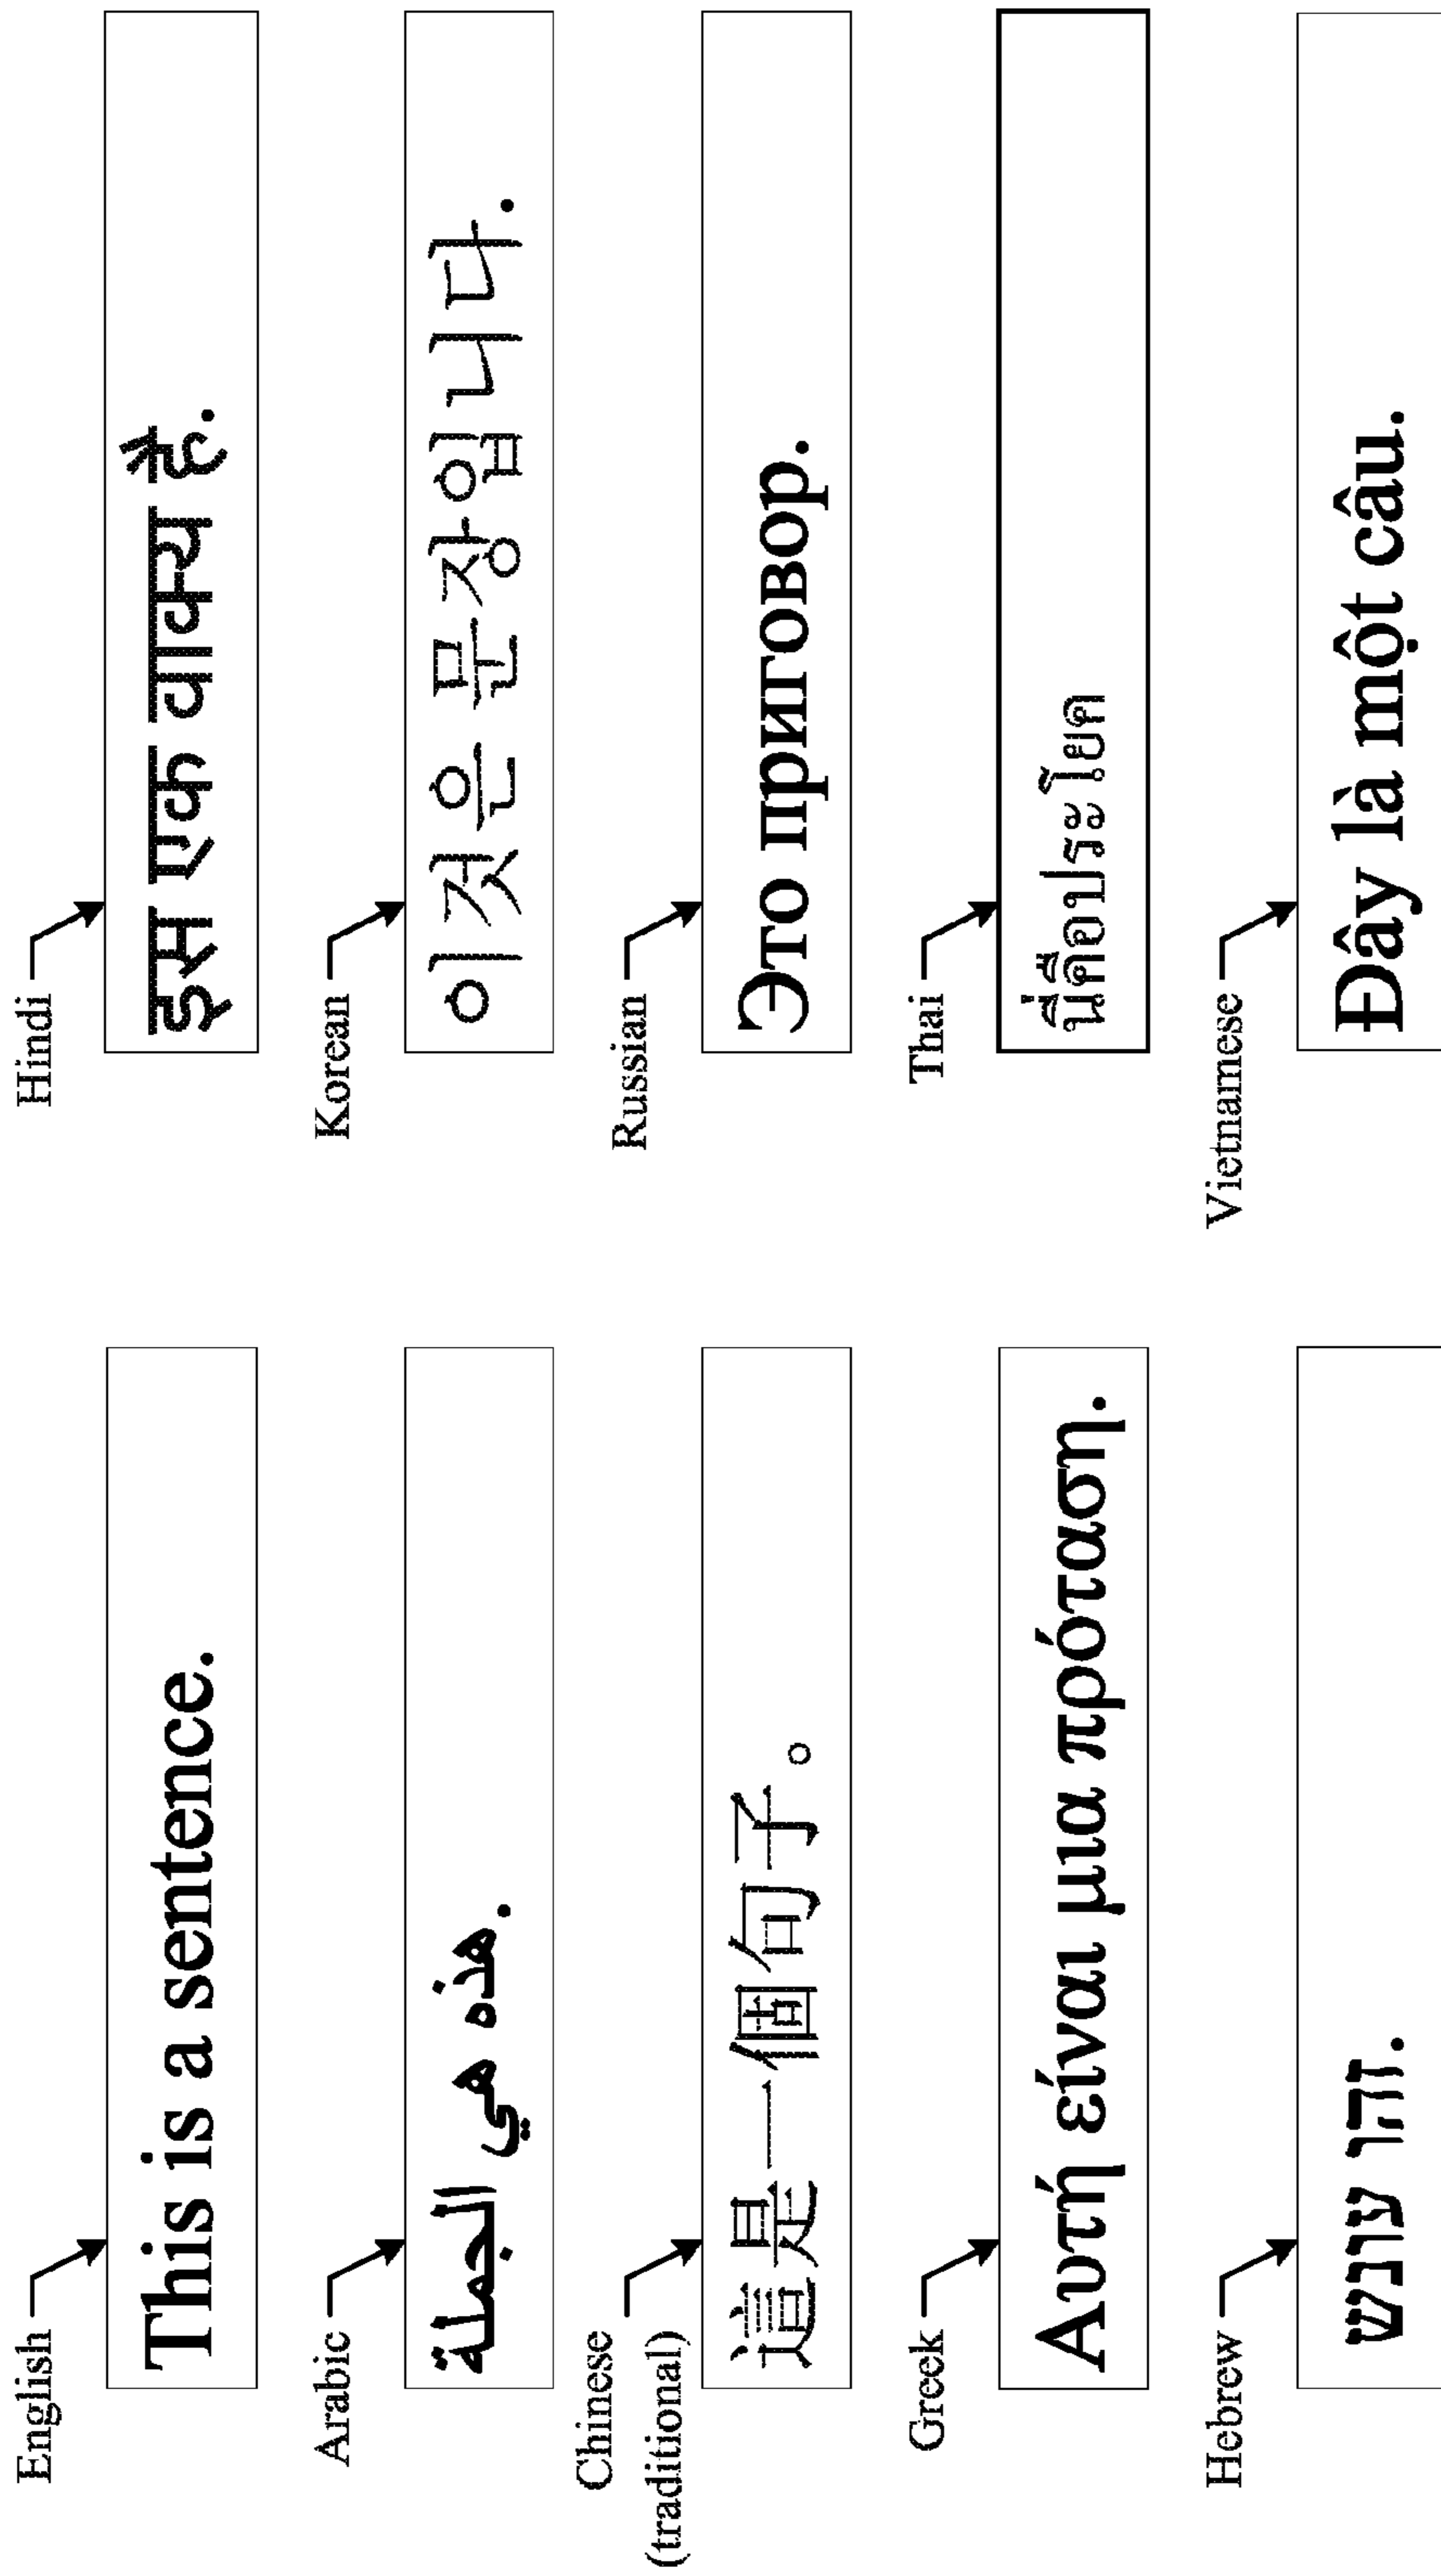 English
This is a sentence.
Arabic
هذه هي الجملة.
Chinese
(traditional)
這是一個句子。
Greek
Αυτή είναι μια πρόταση.
Hebrew
זהו עונש.
Hindi
इस एक वाक्य है.
Korean
이것은 문장입니다.
Russian
Это приговор.
Thai
นี่คือประโยค
Vietnamese
Đây là một câu.